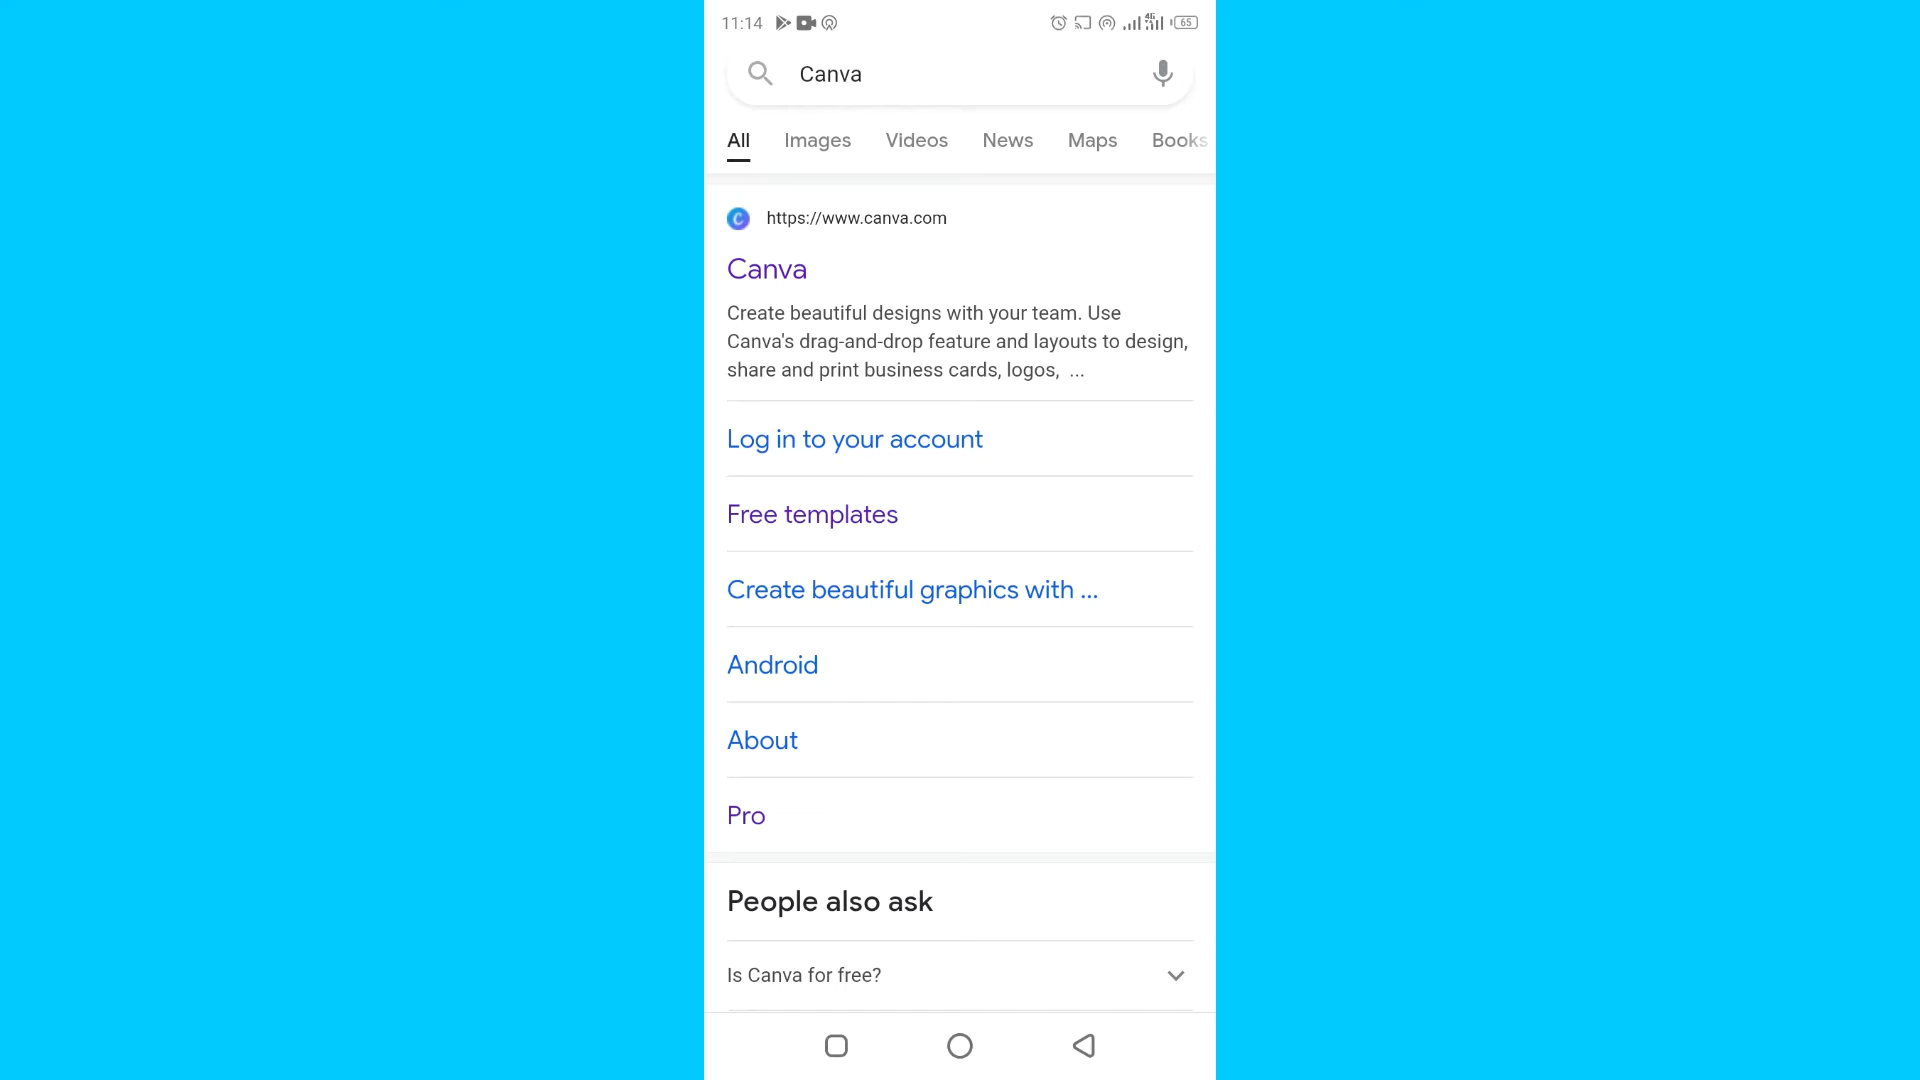 11:14
4G
65
Canva
All Images Videos News Maps Books
https://www.canva.com
Canva
Create beautiful designs with your team. Use
Canva's drag-and-drop feature and layouts to design,
share and print business cards, logos, ...
Log in to your account
Free templates
Create beautiful graphics with ...
Android
About
Pro
People also ask
Is Canva for free?